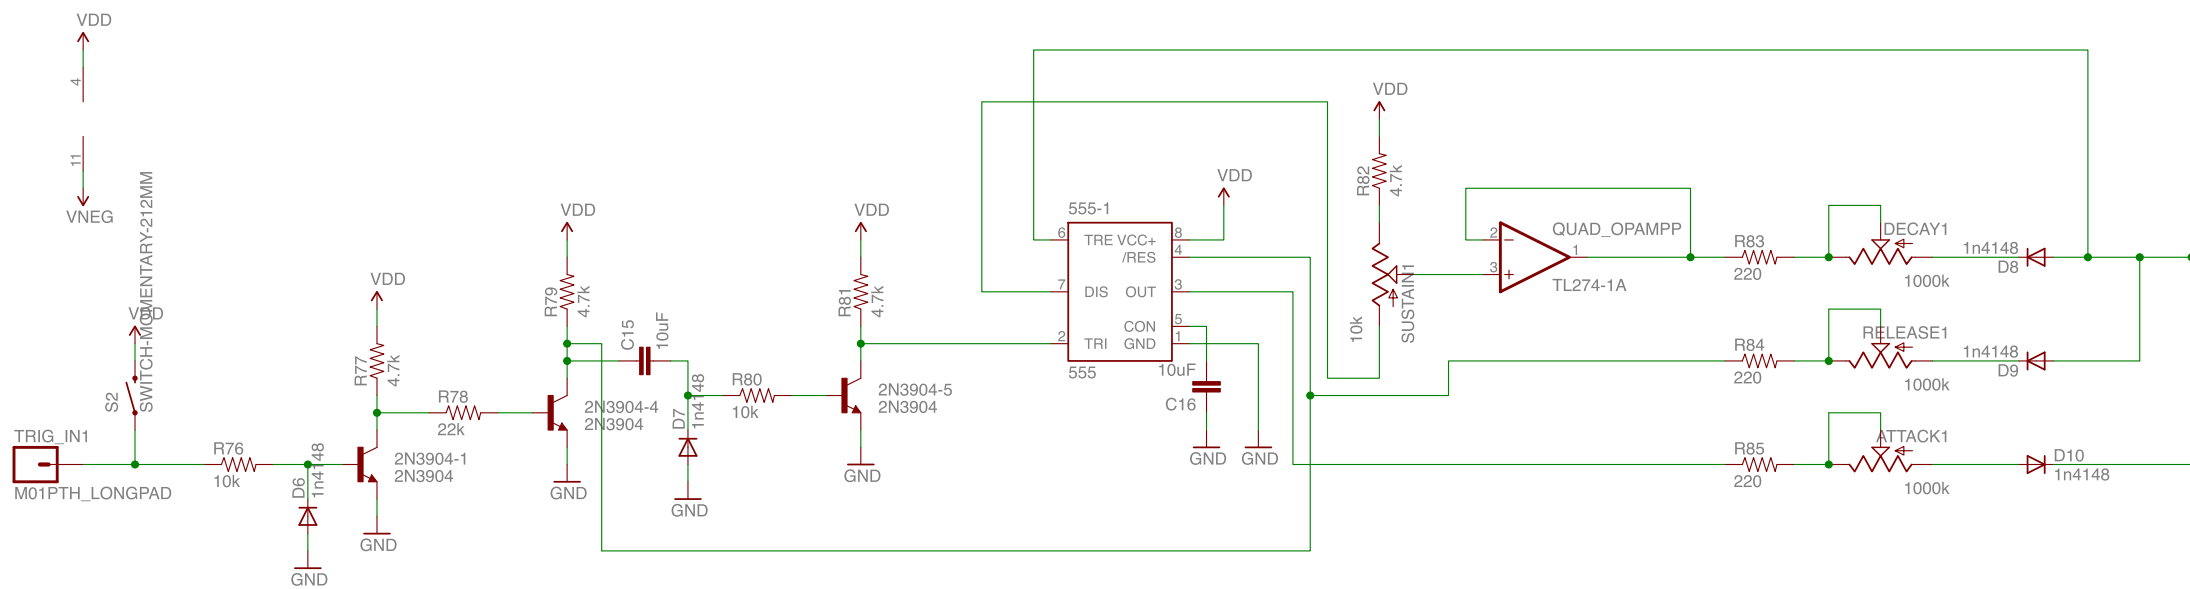 VDD
4
11
VNEG
SWITCH-MOMENTARY-212MM
VDD
S2
TRIG_IN1
M01PTH_LONGPAD
R76
10k
D6
1n4148
GND
VDD
R77
4.7k
2N3904-1
2N3904
GND
R78
22k
VDD
R79
4.7k
2N3904-4
2N3904
GND
C15
10uF
D7
1n4148
GND
R80
10k
VDD
R81
4.7k
2N3904-5
2N3904
GND
555-1
6 TRE VCC+ 8
/RES 4
7 DIS OUT 3
CON 5
2 TRI GND 1
555
VDD
10uF
C16
GND
GND
VDD
R82
4.7k
10k
SUSTAIN1
QUAD_OPAMPP
2
3
1
TL274-1A
R83
220
DECAY1
1000k
1n4148
D8
R84
220
RELEASE1
1000k
1n4148
D9
R85
220
ATTACK1
1000k
D10
1n4148